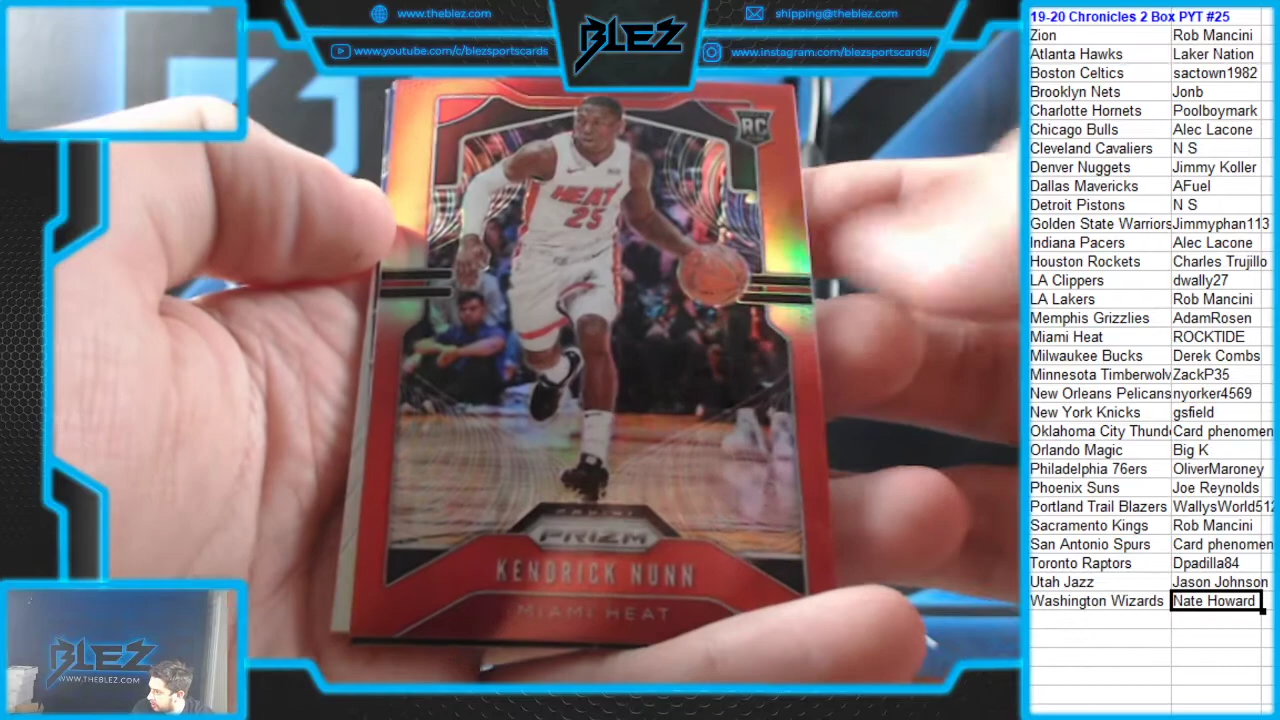 www.theblez.com
shipping@theblez.com
www.youtube.com/c/blezsportscards
www.instagram.com/blezsportscards/
BLEZ
RC
HEAT
25
PANINI
PRIZM
KENDRICK NUNN
MIAMI HEAT
BLEZ
WWW.THEBLEZ.COM
19-20 Chronicles 2 Box PYT #25
Zion Rob Mancini
Atlanta Hawks Laker Nation
Boston Celtics sactown1982
Brooklyn Nets Jonb
Charlotte Hornets Poolboymark
Chicago Bulls Alec Lacone
Cleveland Cavaliers N S
Denver Nuggets Jimmy Koller
Dallas Mavericks AFuel
Detroit Pistons N S
Golden State Warriors Jimmyphan113
Indiana Pacers Alec Lacone
Houston Rockets Charles Trujillo
LA Clippers dwally27
LA Lakers Rob Mancini
Memphis Grizzlies AdamRosen
Miami Heat ROCKTIDE
Milwaukee Bucks Derek Combs
Minnesota Timberwolv ZackP35
New Orleans Pelicans nyorker4569
New York Knicks gsfield
Oklahoma City Thund Card phenomen
Orlando Magic Big K
Philadelphia 76ers OliverMaroney
Phoenix Suns Joe Reynolds
Portland Trail Blazers WallysWorld512
Sacramento Kings Rob Mancini
San Antonio Spurs Card phenomen
Toronto Raptors Dpadilla84
Utah Jazz Jason Johnson
Washington Wizards Nate Howard